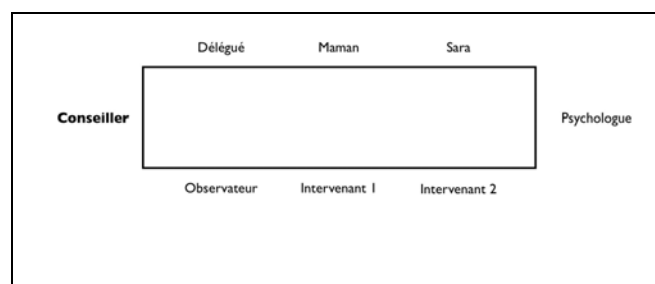 Délégué Maman Sara
Conseiller Psychologue
Observateur Intervenant 1 Intervenant 2